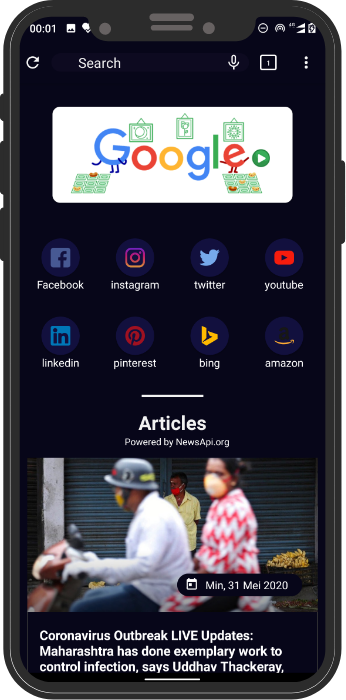 00:01
Search
1
Google
Facebook
instagram
twitter
youtube
linkedin
pinterest
bing
amazon
Articles
Powered by NewsApi.org
Min, 31 Mei 2020
Coronavirus Outbreak LIVE Updates:
Maharashtra has done exemplary work to
control infection, says Uddhav Thackeray,